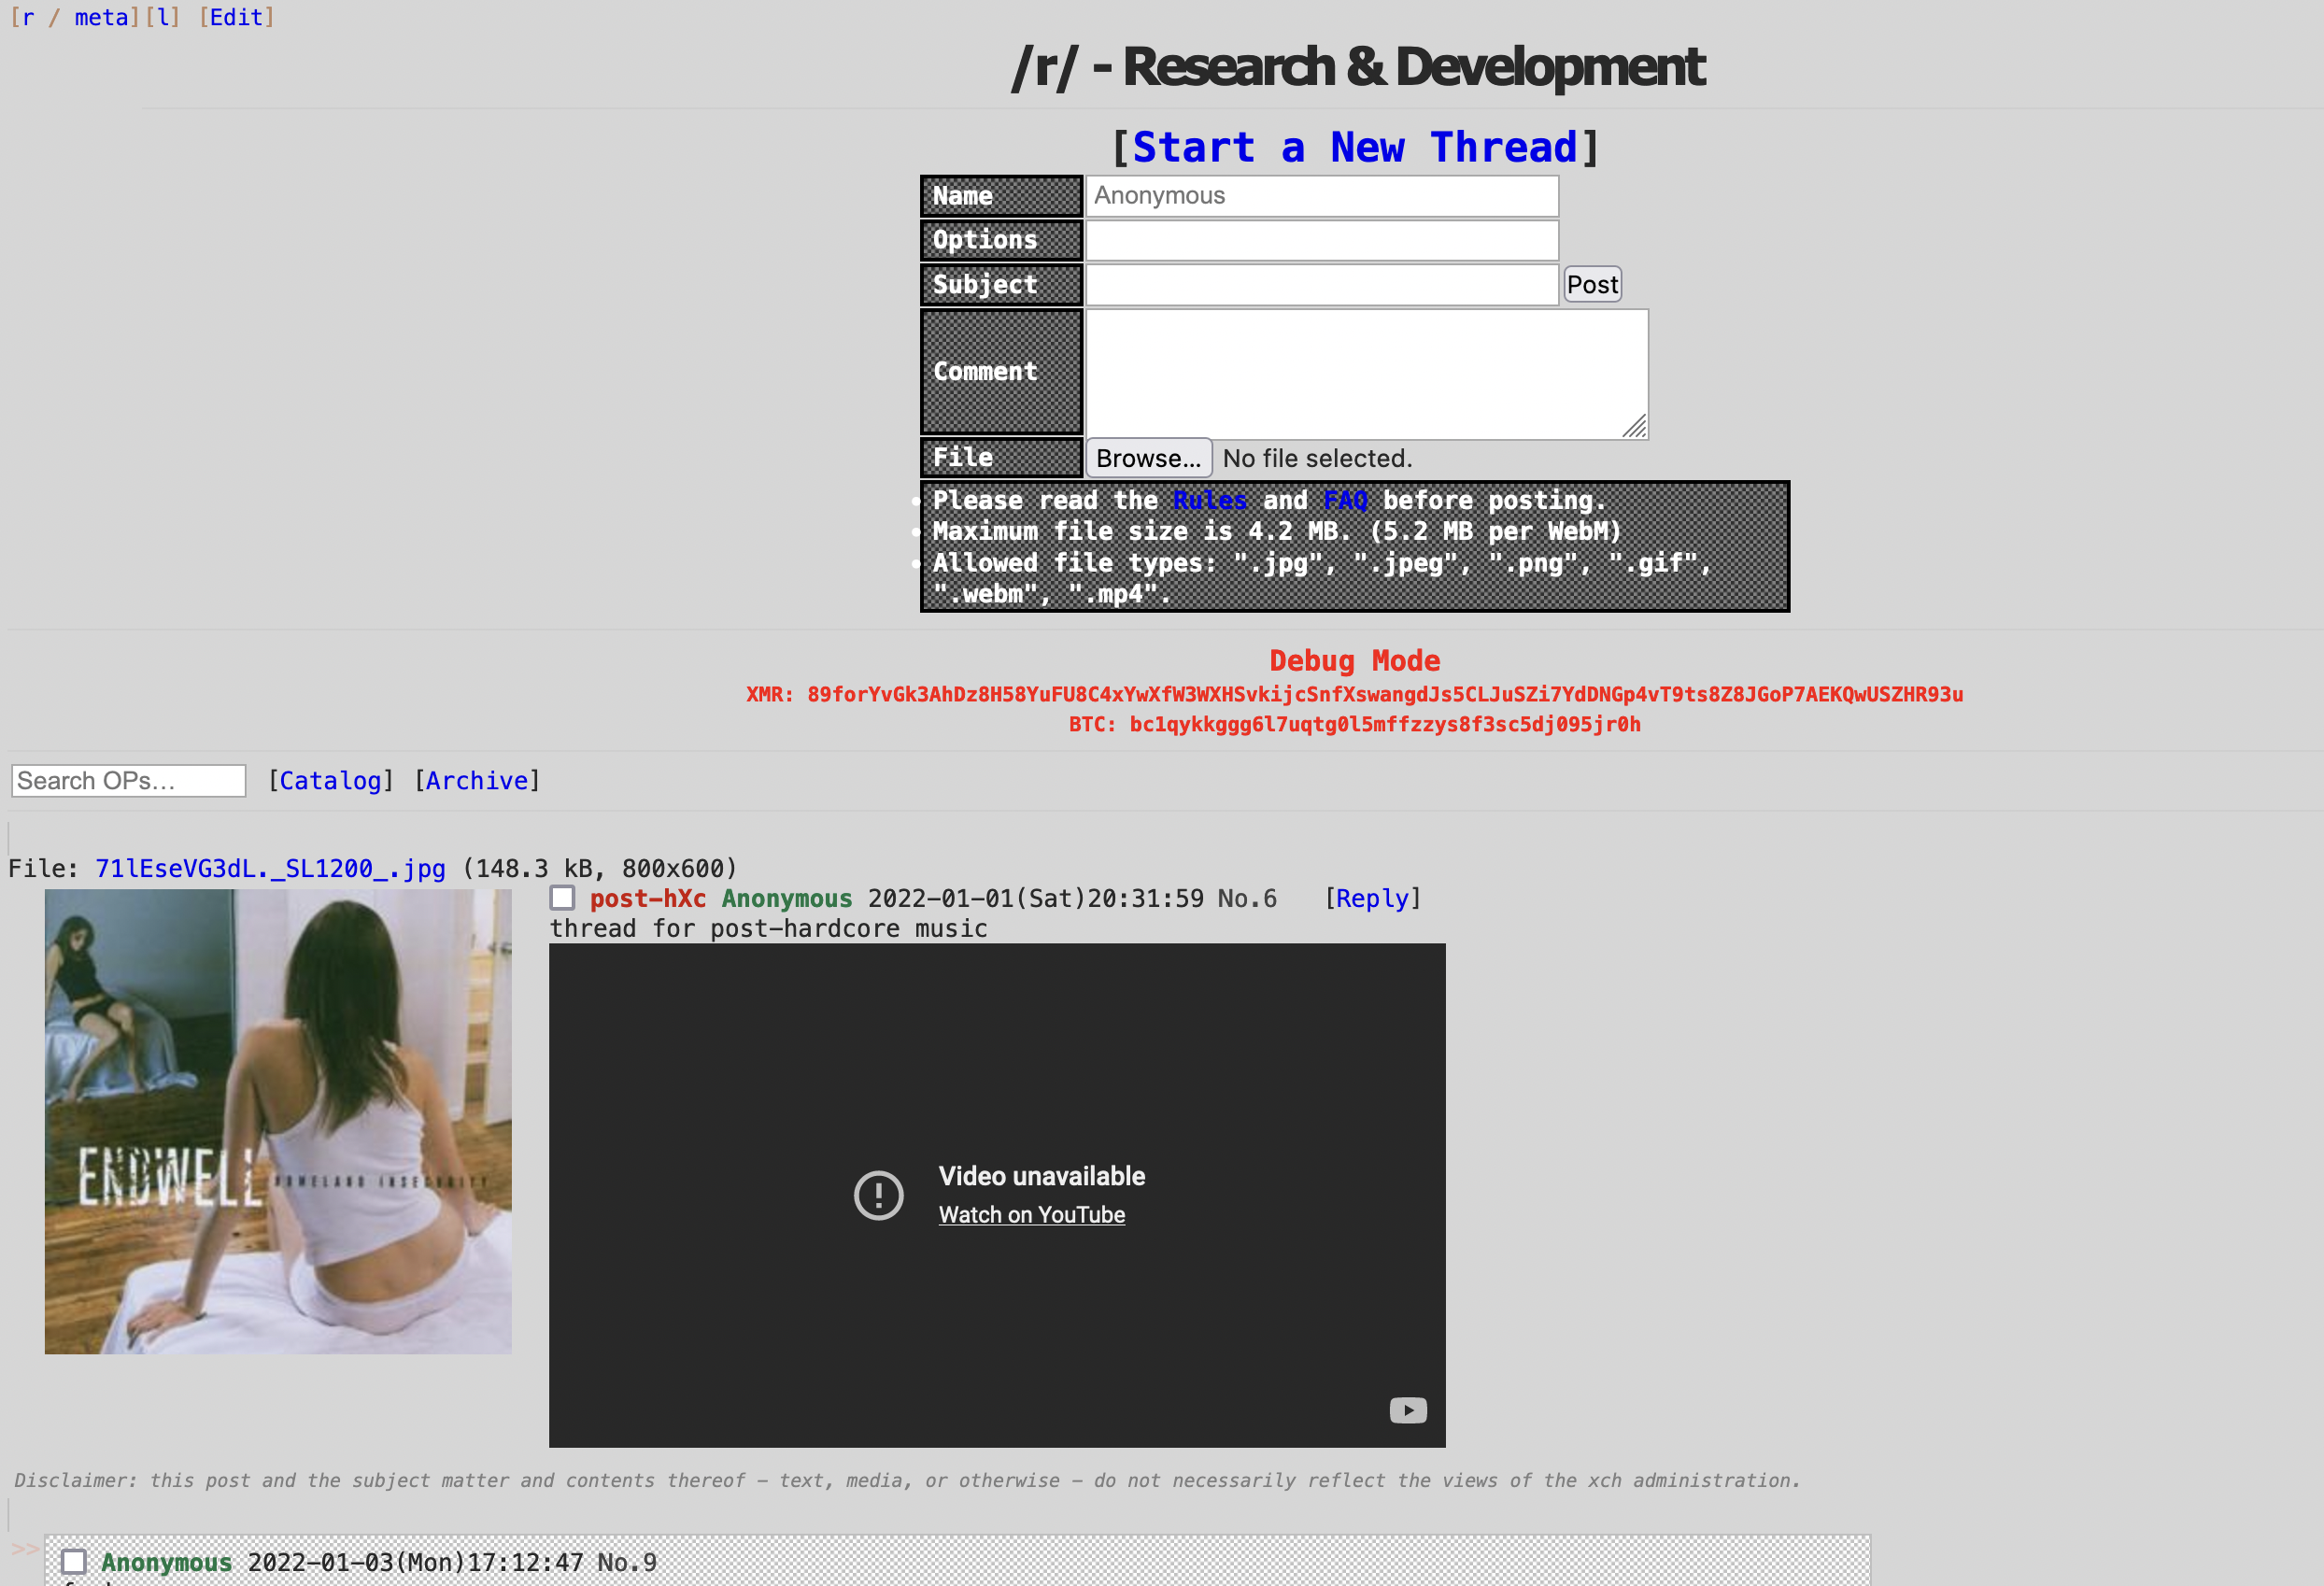 [r / meta][l] [Edit]
/r/ - Research & Development
[Start a New Thread]
Name Anonymous
Options
Subject Post
Comment
File Browse... No file selected.
Please read the Rules and FAQ before posting.
Maximum file size is 4.2 MB. (5.2 MB per WebM)
Allowed file types: ".jpg", ".jpeg", ".png", ".gif",
".webm", ".mp4".
Debug Mode
XMR: 89forYvGk3AhDz8H58YuFU8C4xYwXfW3WXHSvkijcSnfXswangdJs5CLJuSZi7YdDNGp4vT9ts8Z8JGoP7AEKQwUSZHR93u
BTC: bc1qykkggg6l7uqtg0l5mffzzys8f3sc5dj095jr0h
Search OPs… [Catalog] [Archive]
File: 71lEseVG3dL._SL1200_.jpg (148.3 kB, 800x600)
post-hXc Anonymous 2022-01-01(Sat)20:31:59 No.6 [Reply]
thread for post-hardcore music
ENDWELL HOMELAND INSECURITY
Video unavailable
Watch on YouTube
Disclaimer: this post and the subject matter and contents thereof - text, media, or otherwise - do not necessarily reflect the views of the xch administration.
>> Anonymous 2022-01-03(Mon)17:12:47 No.9